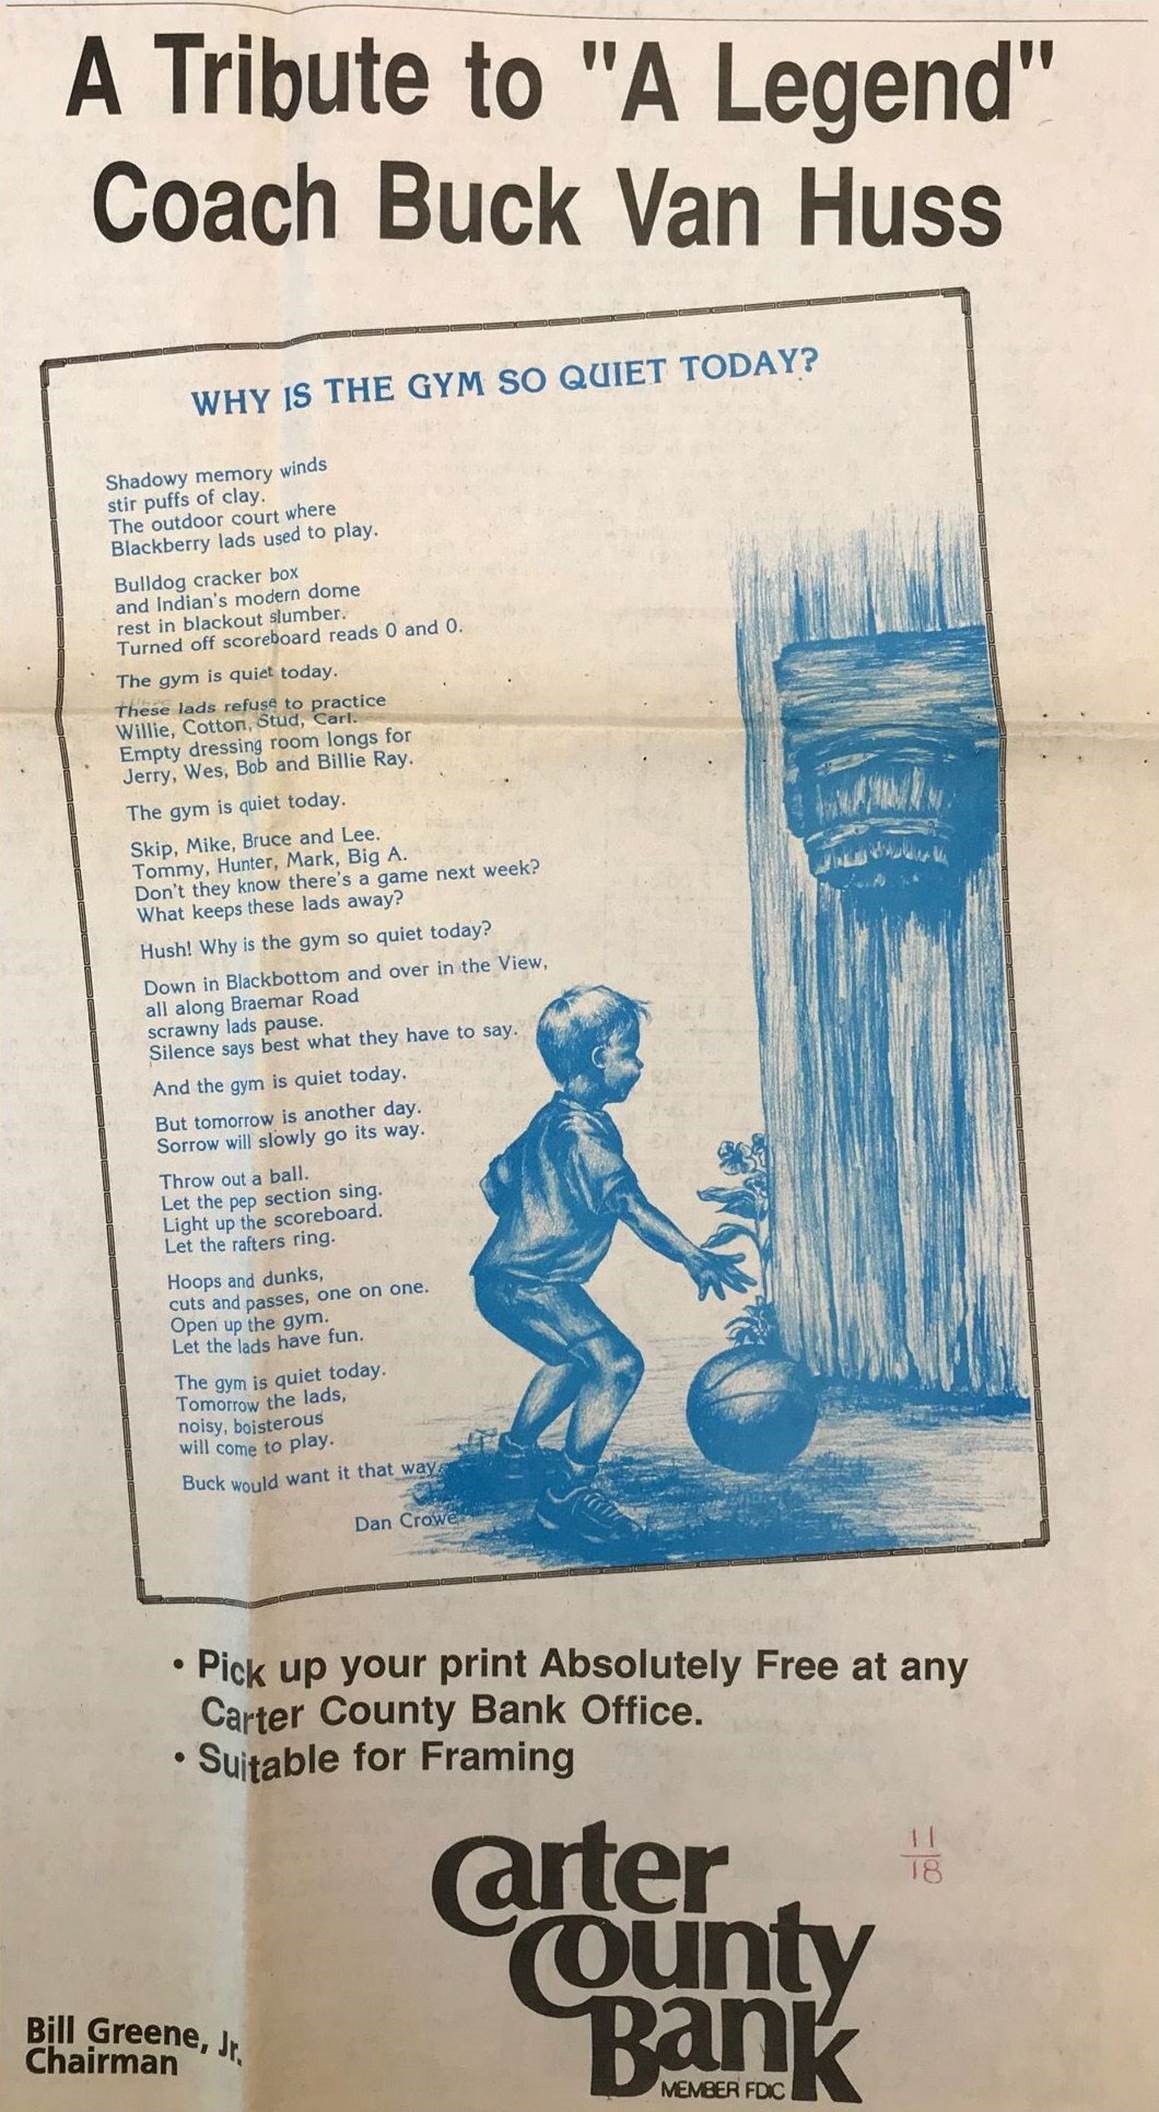 A Tribute to "A Legend"
Coach Buck Van Huss
WHY IS THE GYM SO QUIET TODAY?
Shadowy memory winds
stir puffs of clay.
The outdoor court where
Blackberry lads used to play.
Bulldog cracker box
and Indian's modern dome
rest in blackout slumber.
Turned off scoreboard reads 0 and 0.
The gym is quiet today.
These lads refuse to practice
Willie, Cotton, Stud, Carl.
Empty dressing room longs for
Jerry, Wes, Bob and Billie Ray.
The gym is quiet today.
Skip, Mike, Bruce and Lee.
Tommy, Hunter, Mark, Big A.
Don't they know there's a game next week?
What keeps these lads away?
Hush! Why is the gym so quiet today?
Down in Blackbottom and over in the View,
all along Braemar Road
scrawny lads pause.
Silence says best what they have to say.
And the gym is quiet today.
But tomorrow is another day.
Sorrow will slowly go its way.
Throw out a ball.
Let the pep section sing.
Light up the scoreboard.
Let the rafters ring.
Hoops and dunks,
cuts and passes, one on one.
Open up the gym.
Let the lads have fun.
The gym is quiet today.
Tomorrow the lads,
noisy, boisterous
will come to play.
Buck would want it that way.
Dan Crowe
• Pick up your print Absolutely Free at any
Carter County Bank Office.
• Suitable for Framing
11
18
Carter
County
Bank
MEMBER FDIC
Bill Greene, Jr.
Chairman